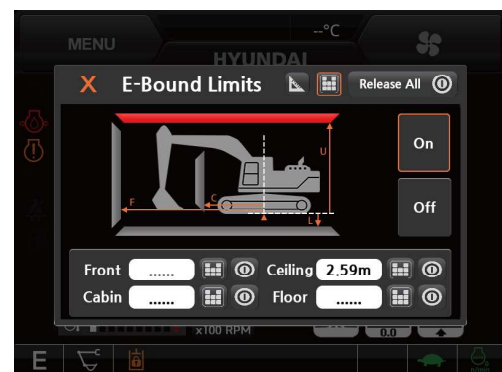 --°C
MENU
HYUNDAI
X E-Bound Limits Release All
U
On
F C
L
Off
Front ...... Ceiling 2.59m
Cabin ...... Floor ......
x100 RPM 0.0
E